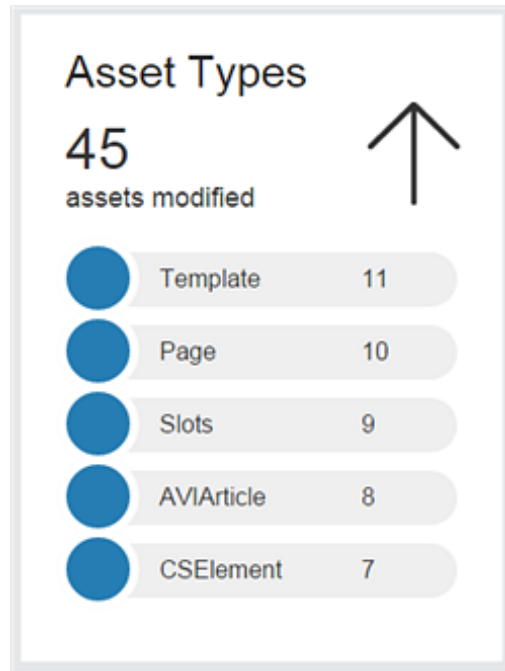 Asset Types
45
assets modified
Template 11
Page 10
Slots 9
AVIArticle 8
CSElement 7